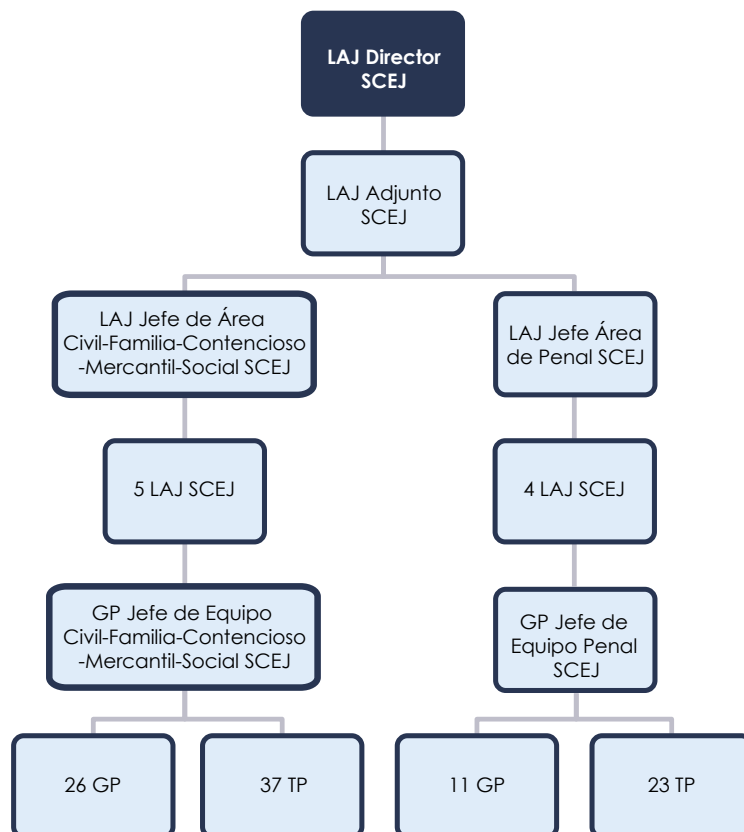 LAJ Director
SCEJ
LAJ Adjunto
SCEJ
LAJ Jefe de Área
Civil-Familia-Contencioso
-Mercantil-Social SCEJ
LAJ Jefe Área
de Penal SCEJ
5 LAJ SCEJ
4 LAJ SCEJ
GP Jefe de Equipo
Civil-Familia-Contencioso
-Mercantil-Social SCEJ
GP Jefe de
Equipo Penal
SCEJ
26 GP
37 TP
11 GP
23 TP